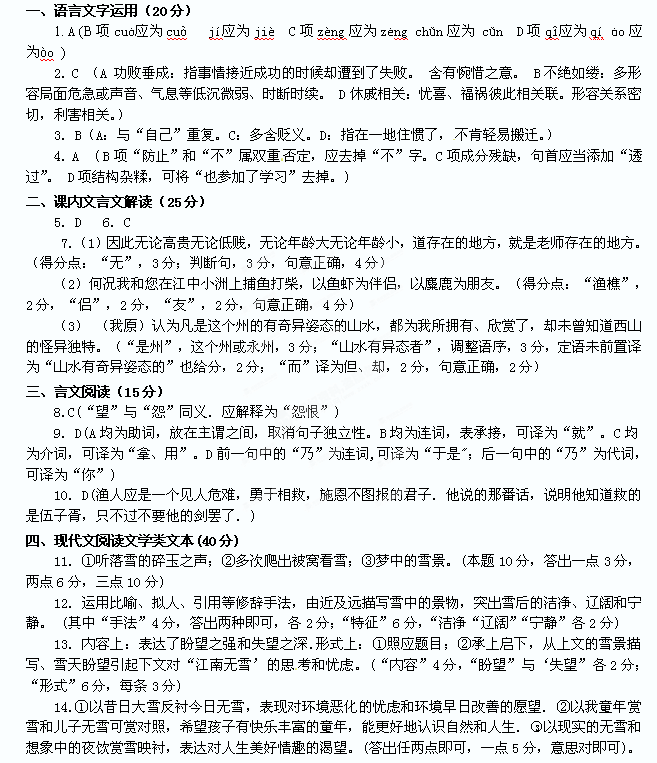 一、语言文字运用（20分）
1.A(B项cuò应为cuō  jí应为jiè  C项zèng应为zēng chǔn应为 cǔn  D项qǐ应为qí òo应
为ào )
2. C （A 功败垂成：指事情接近成功的时候却遭到了失败。 含有惋惜之意。 B不绝如缕：多形
容局面危急或声音、气息等低沉微弱、时断时续。 D 休戚相关：忧喜、福祸彼此相关联。形容关系密
切，利害相关。）
3. B（A：与“自己”重复。C：多含贬义。D：指在一地住惯了，不肯轻易搬迁。）
4. A （B项“防止”和“不”属双重否定，应去掉“不”字。C项成分残缺，句首应当添加“透
过”。 D项结构杂糅，可将“也参加了学习”去掉。）
二、课内文言文解读（25分）
5. D  6. C
7.（1）因此无论高贵无论低贱，无论年龄大无论年龄小，道存在的地方，就是老师存在的地方。
（得分点：“无”，3分；判断句，3分，句意正确，4分）
（2）何况我和您在江中小洲上捕鱼打柴，以鱼虾为伴侣，以麋鹿为朋友。（得分点：“渔樵”，
2分，“侣”，2分，“友”，2分，句意正确，4分）
（3）（我原）认为凡是这个州的有奇异姿态的山水，都为我所拥有、欣赏了，却未曾知道西山
的怪异独特。（“是州”，这个州或永州，3分；“山水有异态者”，调整语序，3分，定语未前置译
为“山水有奇异姿态的”也给分，2分；“而”译为但、却，2分，句意正确，2分）
三、言文阅读（15分）
8.C(“望”与“怨”同义．应解释为“怨恨”)
9. D(A均为助词，放在主谓之间，取消句子独立性。B均为连词，表承接，可译为“就”。C均
为介词，可译为“拿、用”。D前一句中的“乃”为连词,可译为“于是”；后一句中的“乃”为代词，
可译为“你”)
10. D(渔人应是一个见人危难，勇于相救，施恩不图报的君子．他说的那番话，说明他知道救的
是伍子胥，只不过不要他的剑罢了．)
四、现代文阅读文学类文本(40分)
11. ①听落雪的碎玉之声；②多次爬出被窝看雪；③梦中的雪景。(本题10分，答出一点3分，
两点6分，三点10分)
12. 运用比喻、拟人、引用等修辞手法，由近及远描写雪中的景物，突出雪后的洁净、辽阔和宁
静。（其中“手法”4分，答出两种即可，各2分；“特征”6分，“洁净“辽阔”“宁静”各2分）
13. 内容上：表达了盼望之强和失望之深.形式上：①照应题目；②承上启下，从上文的雪景描
写、雪天盼望引起下文对“江南无雪’的思考和忧虑。(“内容”4分，“盼望”与‘失望”各2分；
“形式”6分，每条3分)
14.①以昔日大雪反衬今日无雪，表现对环境恶化的忧虑和环境早日改善的愿望．②以我童年赏
雪和儿子无雪可赏对照，希望孩子有快乐丰富的童年，能更好地认识自然和人生．③以现实的无雪和
想象中的夜饮赏雪映衬，表达对人生美好情趣的渴望。(答出任两点即可，一点5分，意思对即可)。